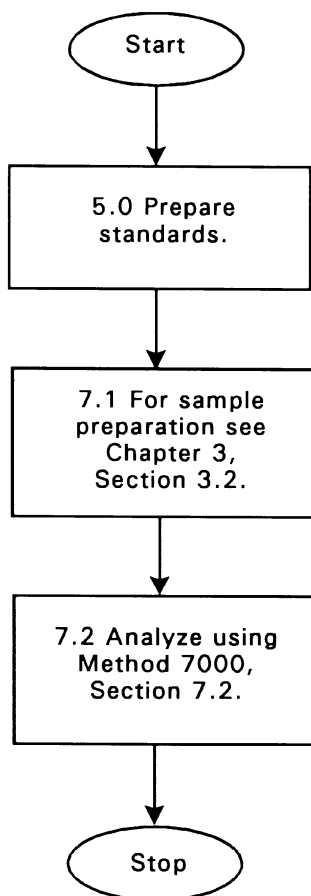 Start
5.0 Prepare
standards.
7.1 For sample
preparation see
Chapter 3,
Section 3.2.
7.2 Analyze using
Method 7000,
Section 7.2.
Stop